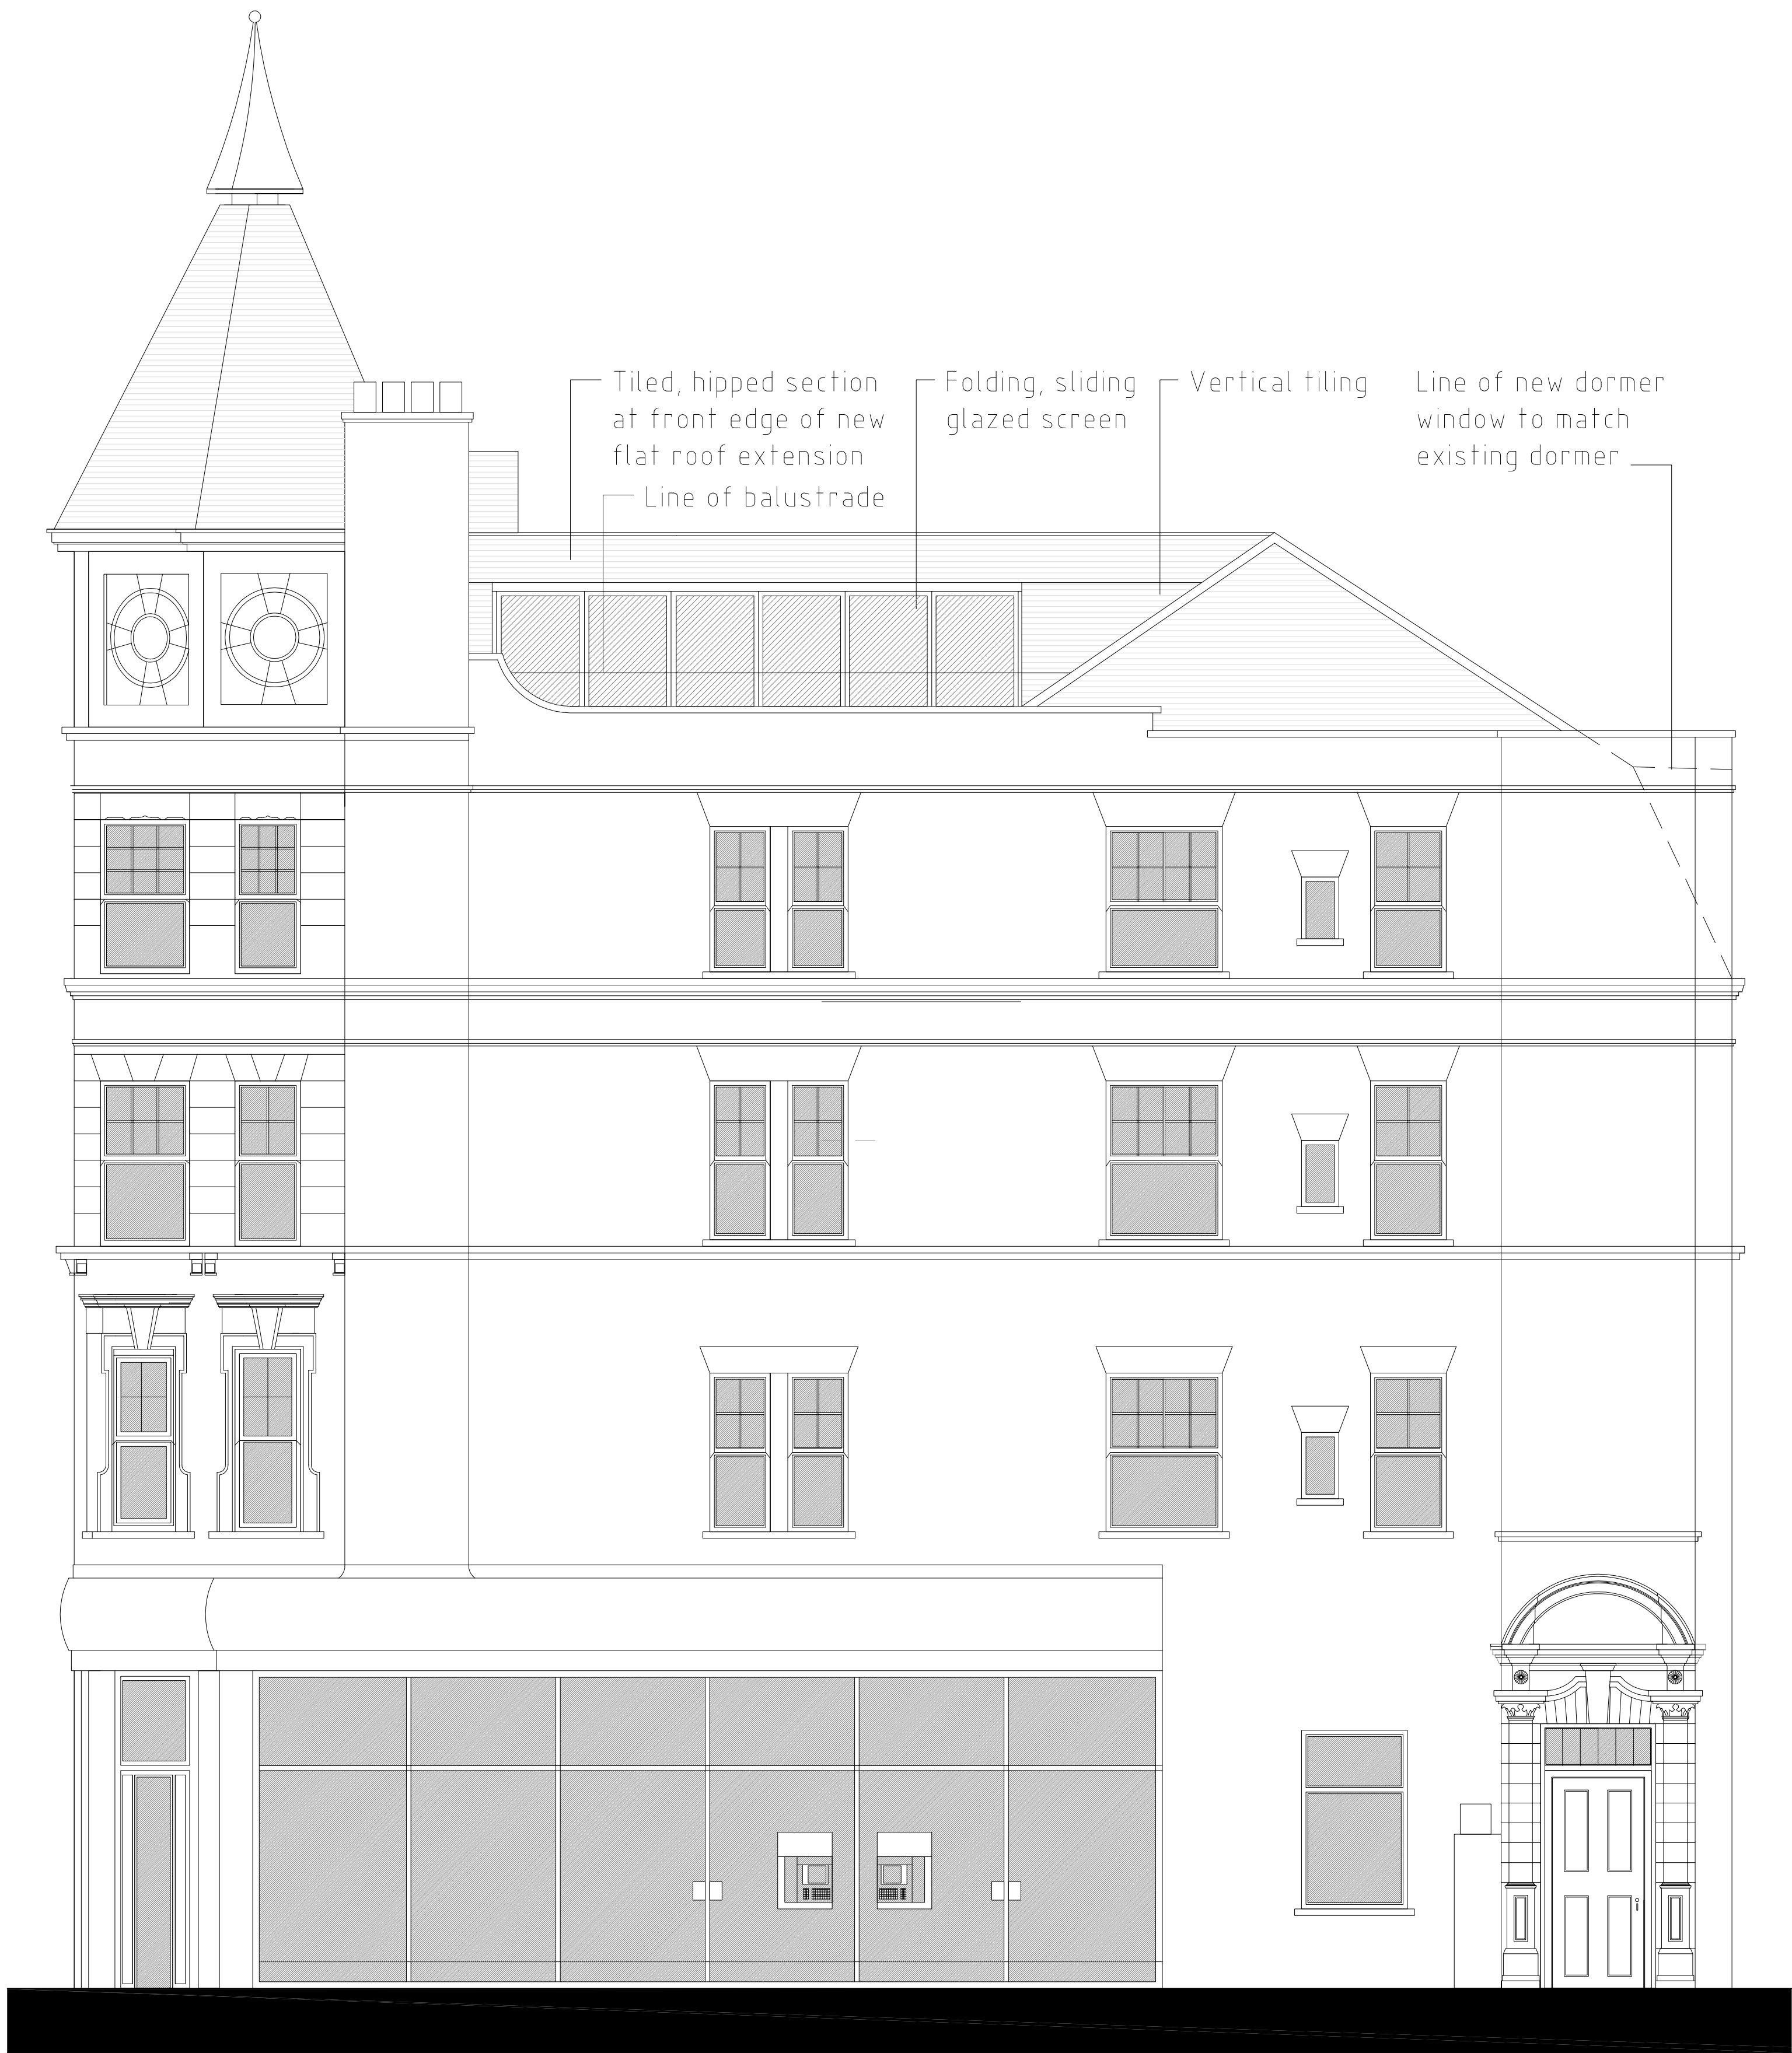 Tiled, hipped section
at front edge of new
flat roof extension
Line of balustrade
Folding, sliding
glazed screen
Vertical tiling
Line of new dormer
window to match
existing dormer